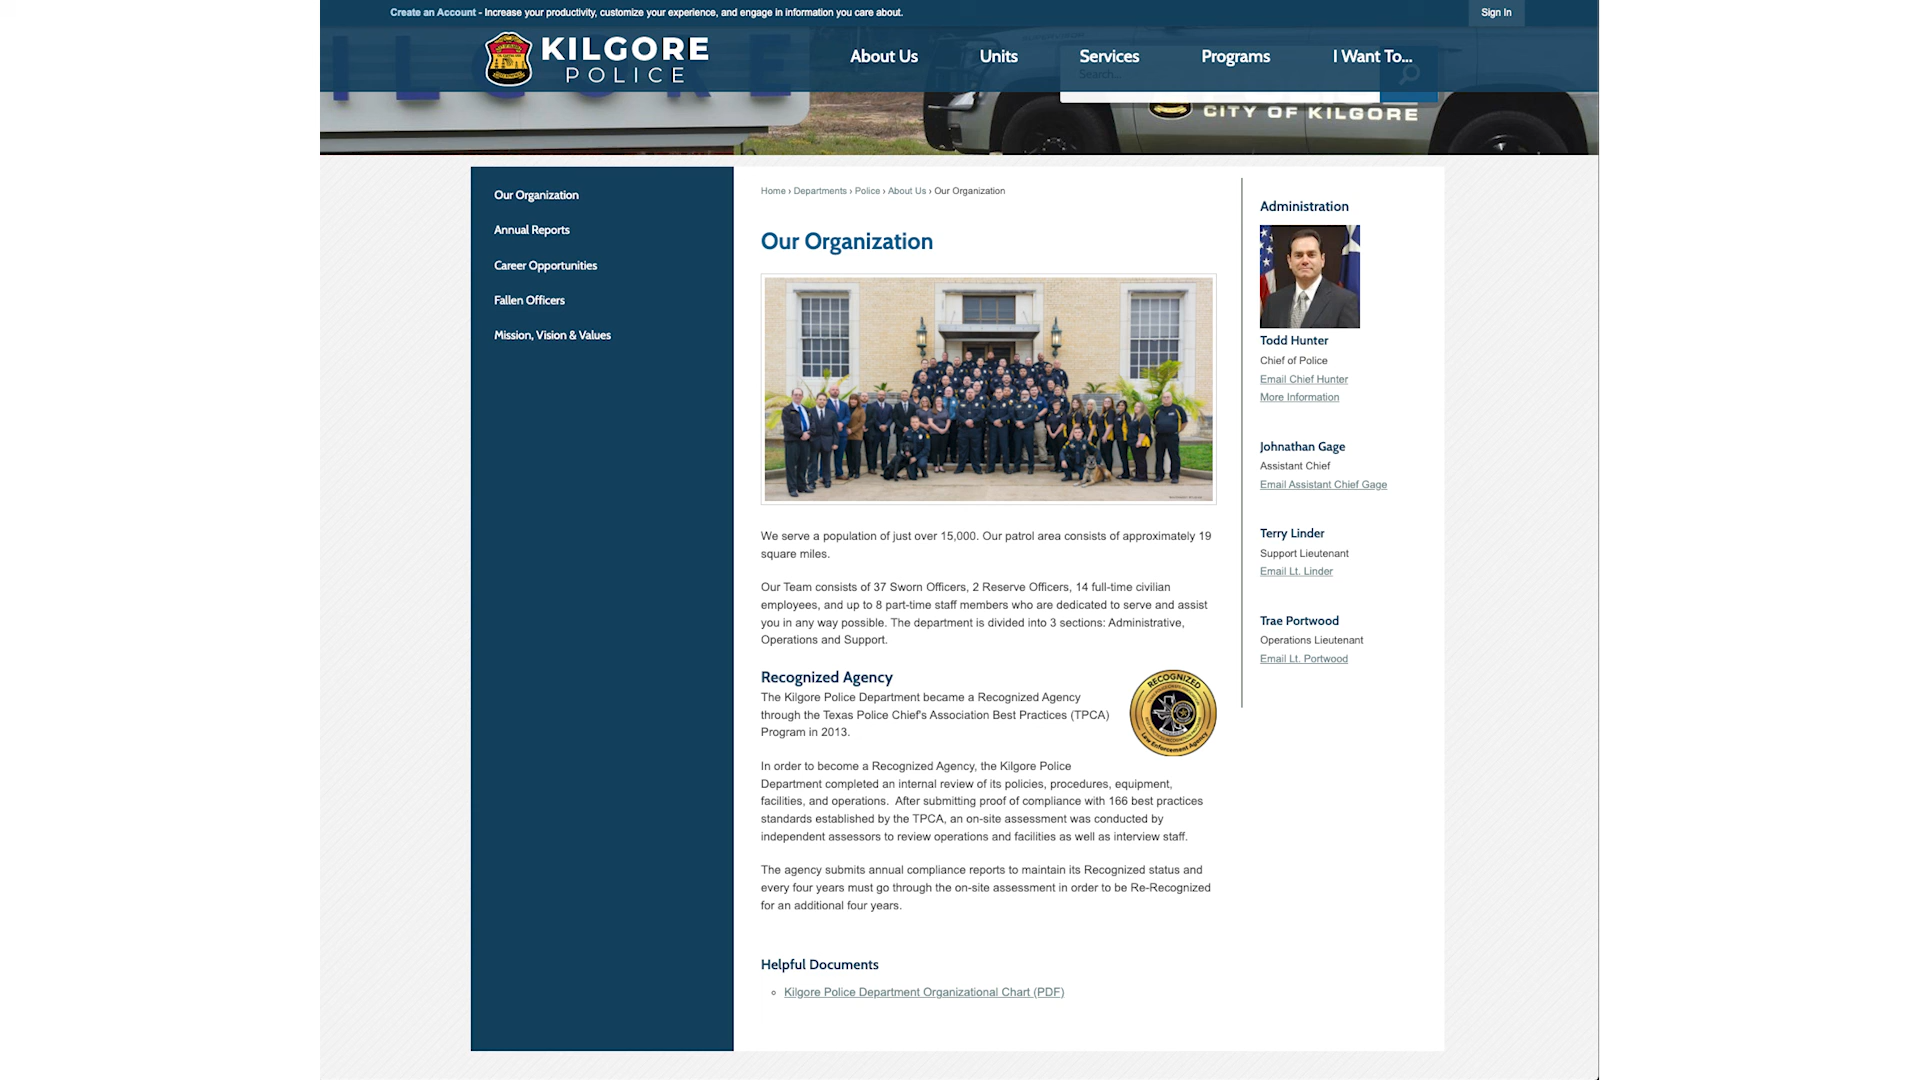 Create an Account - Increase your productivity, customize your experience, and engage in information you care about.
Sign In
KILGORE
POLICE
About Us
Units
Services
Programs
I Want To...
Search...
CITY OF KILGORE
Our Organization
Annual Reports
Career Opportunities
Fallen Officers
Mission, Vision & Values
Home › Departments › Police › About Us › Our Organization
Our Organization
We serve a population of just over 15,000. Our patrol area consists of approximately 19
square miles.
Our Team consists of 37 Sworn Officers, 2 Reserve Officers, 14 full-time civilian
employees, and up to 8 part-time staff members who are dedicated to serve and assist
you in any way possible. The department is divided into 3 sections: Administrative,
Operations and Support.
Recognized Agency
The Kilgore Police Department became a Recognized Agency
through the Texas Police Chief's Association Best Practices (TPCA)
Program in 2013.
RECOGNIZED
Law Enforcement Agency
In order to become a Recognized Agency, the Kilgore Police
Department completed an internal review of its policies, procedures, equipment,
facilities, and operations.  After submitting proof of compliance with 166 best practices
standards established by the TPCA, an on-site assessment was conducted by
independent assessors to review operations and facilities as well as interview staff.
The agency submits annual compliance reports to maintain its Recognized status and
every four years must go through the on-site assessment in order to be Re-Recognized
for an additional four years.
Helpful Documents
Kilgore Police Department Organizational Chart (PDF)
Administration
Todd Hunter
Chief of Police
Email Chief Hunter
More Information
Johnathan Gage
Assistant Chief
Email Assistant Chief Gage
Terry Linder
Support Lieutenant
Email Lt. Linder
Trae Portwood
Operations Lieutenant
Email Lt. Portwood